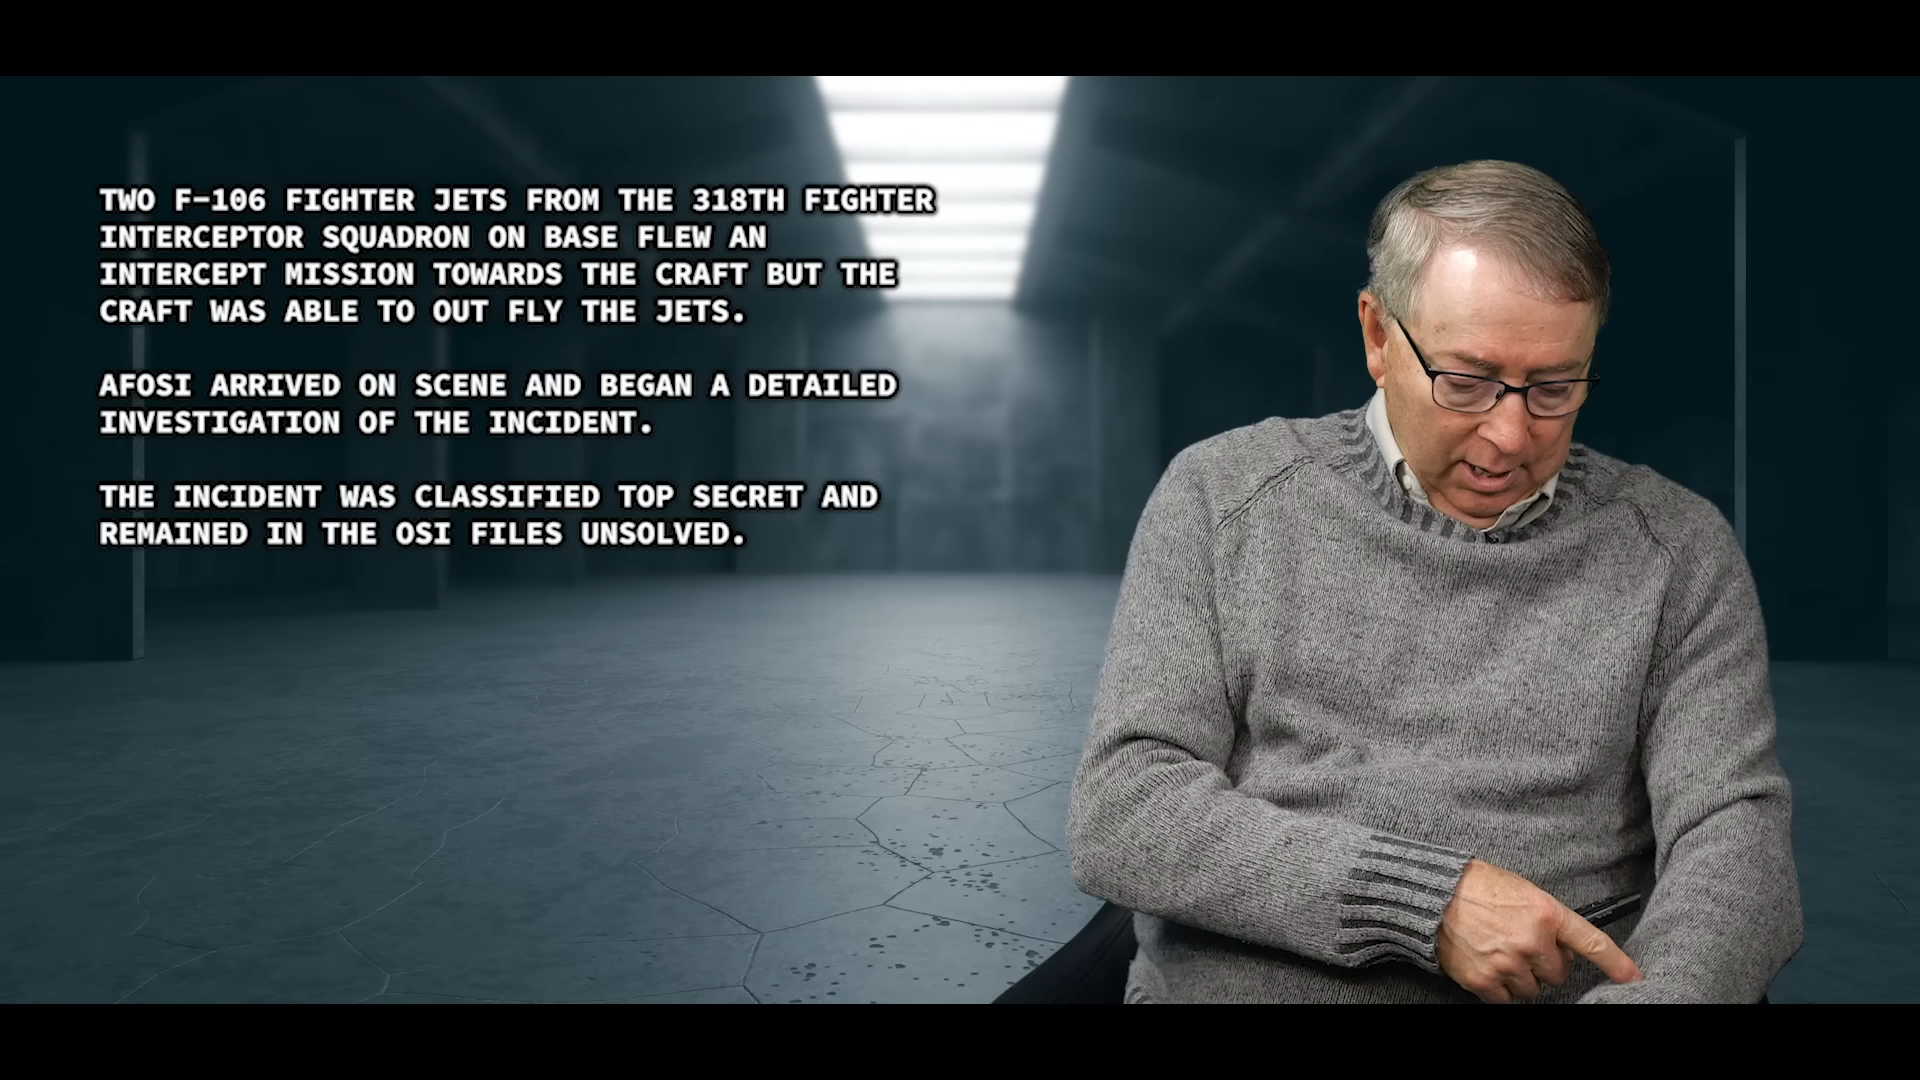 TWO F-106 FIGHTER JETS FROM THE 318TH FIGHTER
INTERCEPTOR SQUADRON ON BASE FLEW AN
INTERCEPT MISSION TOWARDS THE CRAFT BUT THE
CRAFT WAS ABLE TO OUT FLY THE JETS.
AFOSI ARRIVED ON SCENE AND BEGAN A DETAILED
INVESTIGATION OF THE INCIDENT.
THE INCIDENT WAS CLASSIFIED TOP SECRET AND
REMAINED IN THE OSI FILES UNSOLVED.